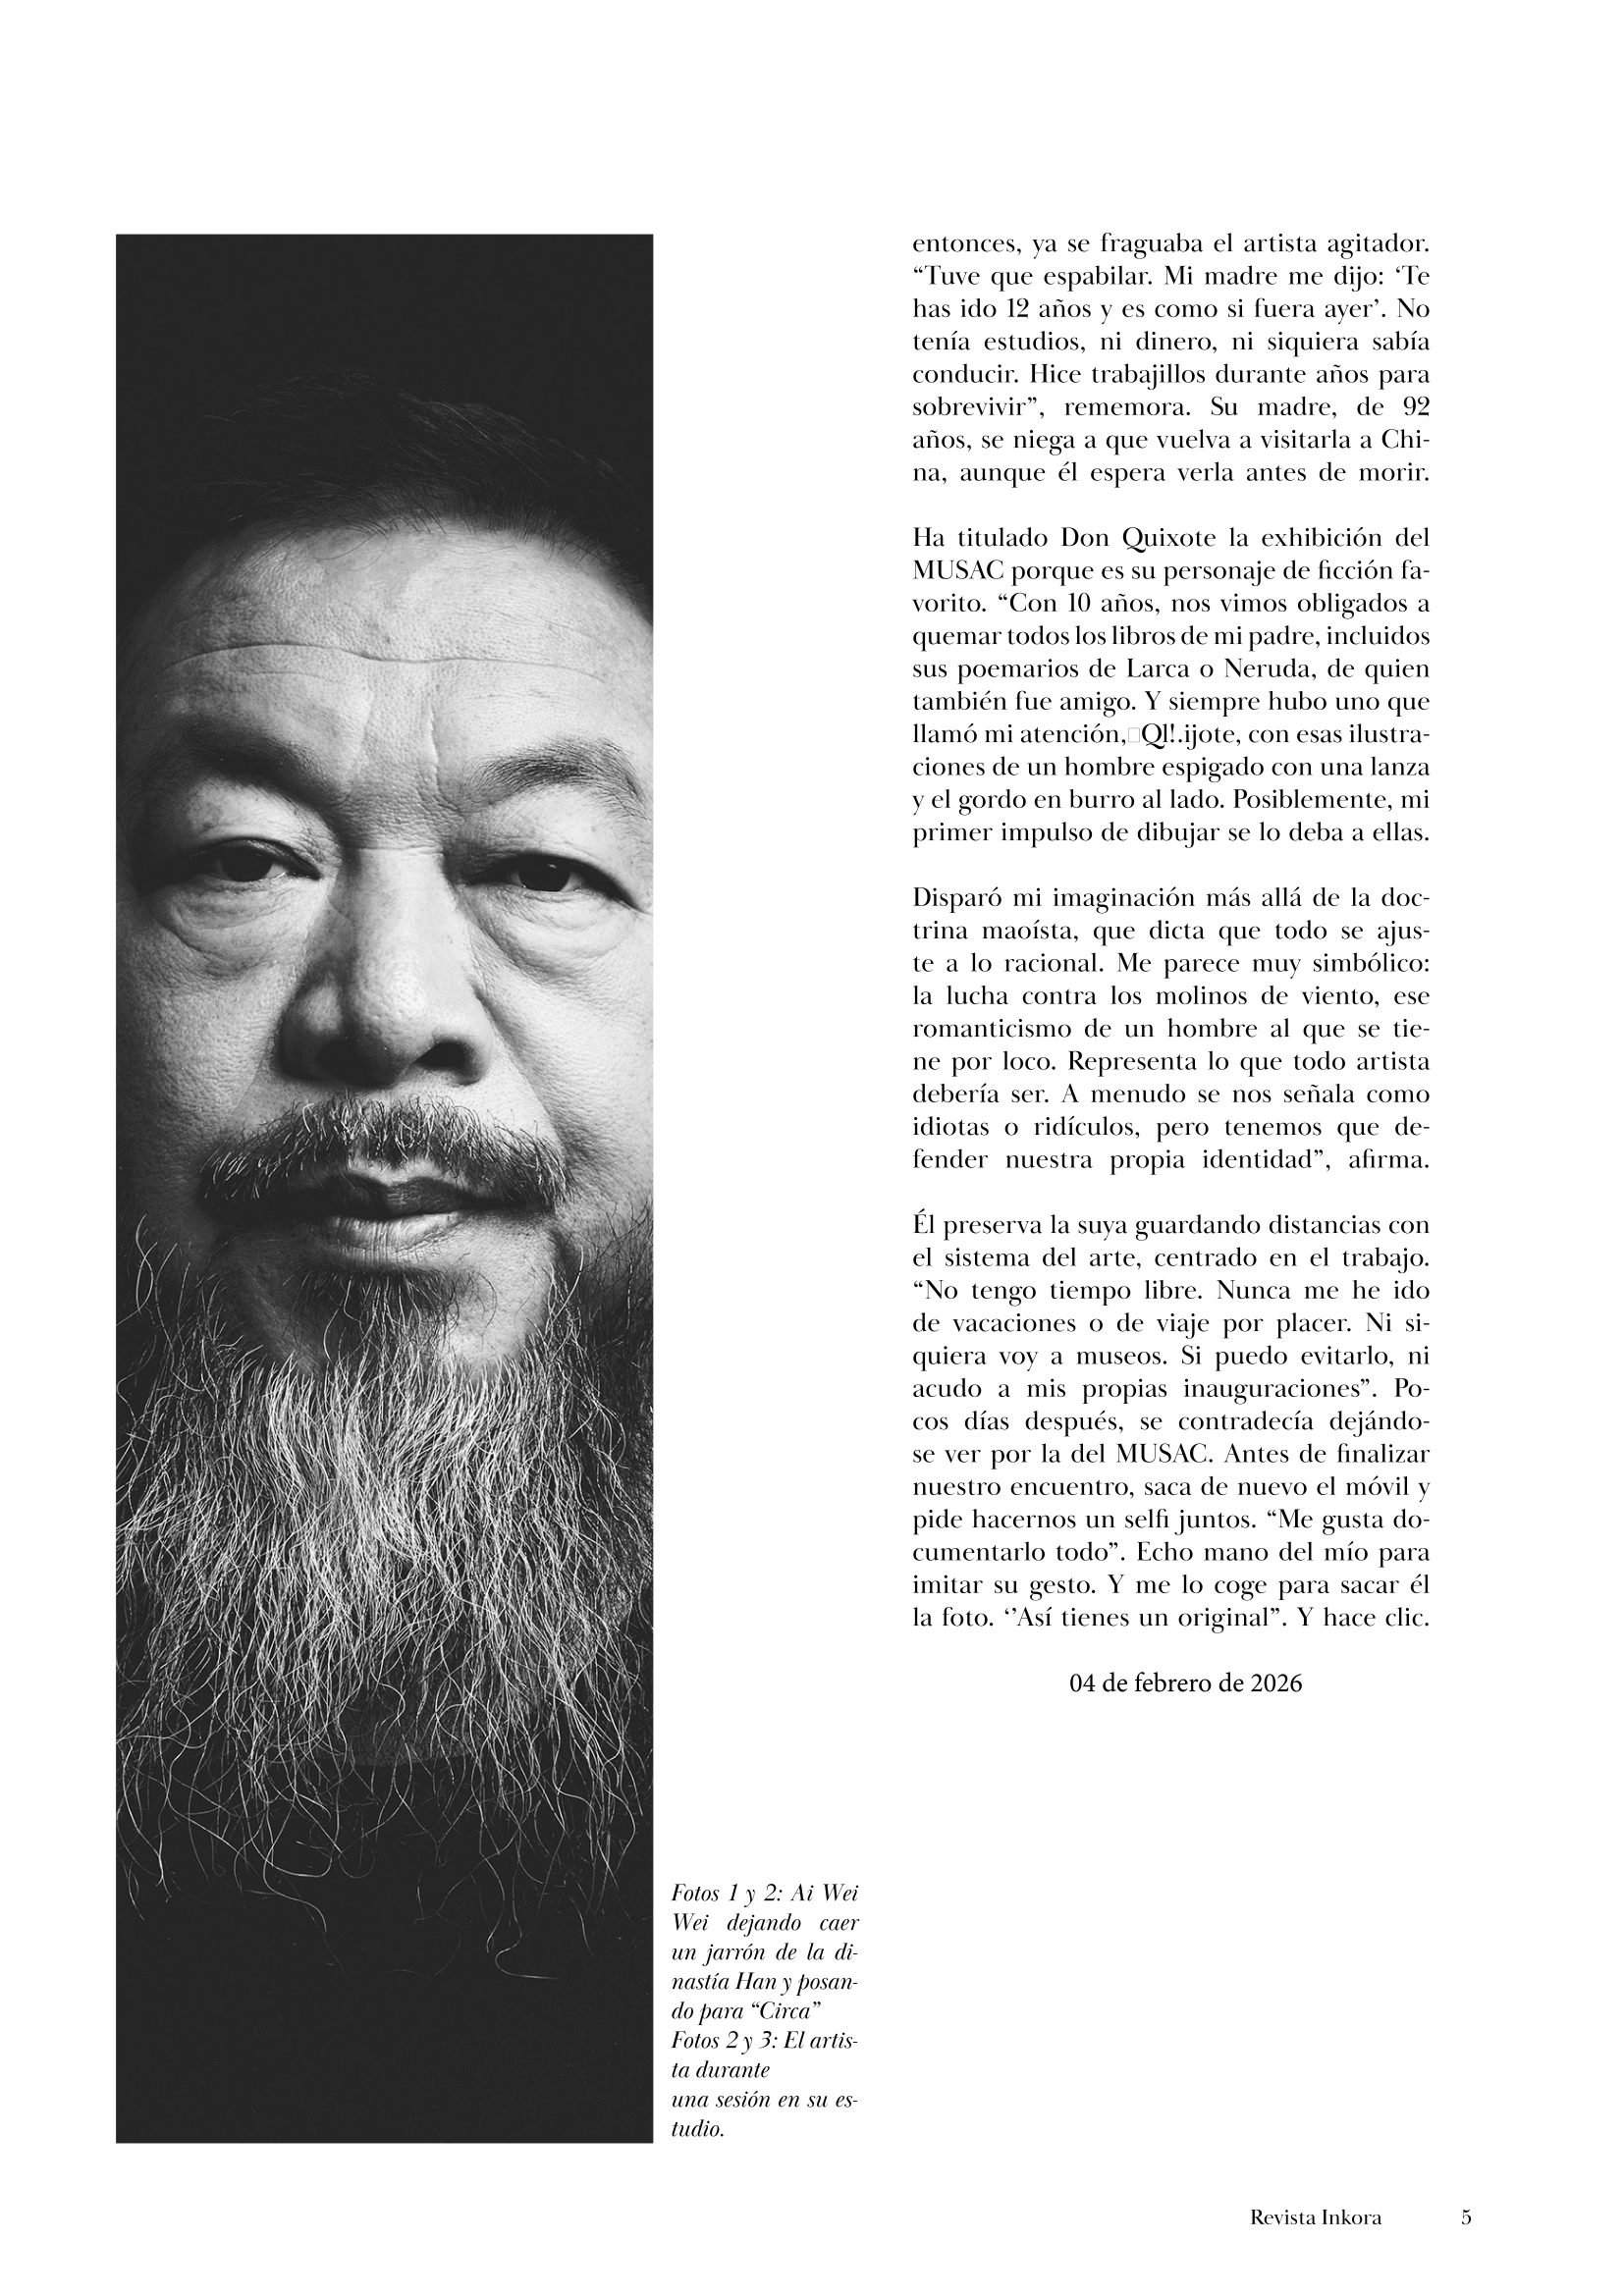 entonces, ya se fraguaba el artista agitador.
“Tuve que espabilar. Mi madre me dijo: ‘Te
has ido 12 años y es como si fuera ayer’. No
tenía estudios, ni dinero, ni siquiera sabía
conducir. Hice trabajillos durante años para
sobrevivir”, rememora. Su madre, de 92
años, se niega a que vuelva a visitarla a Chi-
na, aunque él espera verla antes de morir.
Ha titulado Don Quixote la exhibición del
MUSAC porque es su personaje de ficción fa-
vorito. “Con 10 años, nos vimos obligados a
quemar todos los libros de mi padre, incluidos
sus poemarios de Larca o Neruda, de quien
también fue amigo. Y siempre hubo uno que
llamó mi atención,□Ql!.ijote, con esas ilustra-
ciones de un hombre espigado con una lanza
y el gordo en burro al lado. Posiblemente, mi
primer impulso de dibujar se lo deba a ellas.
Disparó mi imaginación más allá de la doc-
trina maoísta, que dicta que todo se ajus-
te a lo racional. Me parece muy simbólico:
la lucha contra los molinos de viento, ese
romanticismo de un hombre al que se tie-
ne por loco. Representa lo que todo artista
debería ser. A menudo se nos señala como
idiotas o ridículos, pero tenemos que de-
fender nuestra propia identidad”, afirma.
Él preserva la suya guardando distancias con
el sistema del arte, centrado en el trabajo.
“No tengo tiempo libre. Nunca me he ido
de vacaciones o de viaje por placer. Ni si-
quiera voy a museos. Si puedo evitarlo, ni
acudo a mis propias inauguraciones”. Po-
cos días después, se contradecía dejándo-
se ver por la del MUSAC. Antes de finalizar
nuestro encuentro, saca de nuevo el móvil y
pide hacernos un selfi juntos. “Me gusta do-
cumentarlo todo”. Echo mano del mío para
imitar su gesto. Y me lo coge para sacar él
la foto. ‘’Así tienes un original”. Y hace clic.
04 de febrero de 2026
Fotos 1 y 2: Ai Wei
Wei dejando caer
un jarrón de la di-
nastía Han y posan-
do para “Circa”
Fotos 2 y 3: El artis-
ta durante
una sesión en su es-
tudio.
Revista Inkora 5